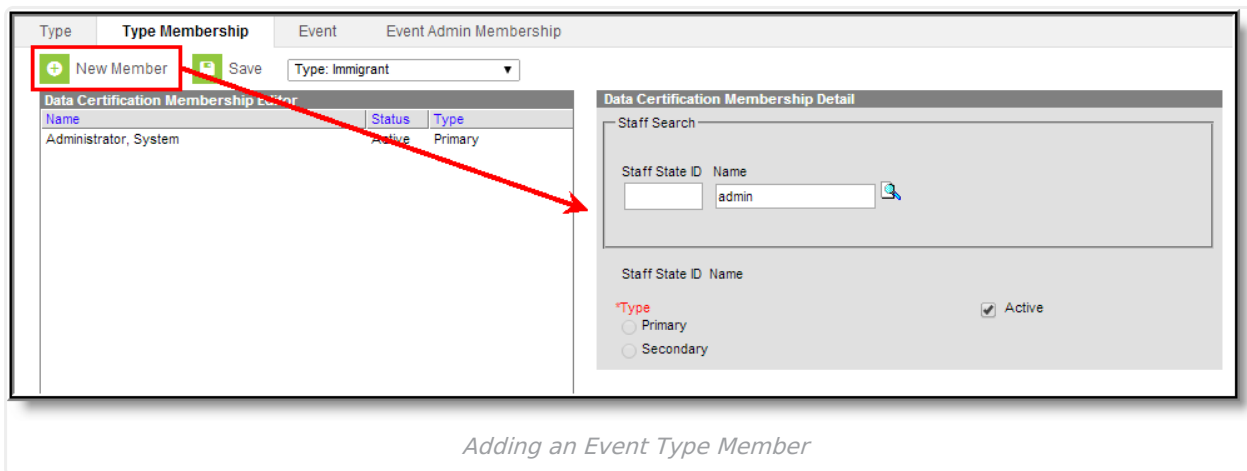 Type Type Membership Event Event Admin Membership
New Member Save Type: Immigrant
Data Certification Membership Editor
Name Status Type
Administrator, System Active Primary
Data Certification Membership Detail
Staff Search
Staff State ID Name
admin
Staff State ID Name
*Type Active
Primary
Secondary
Adding an Event Type Member